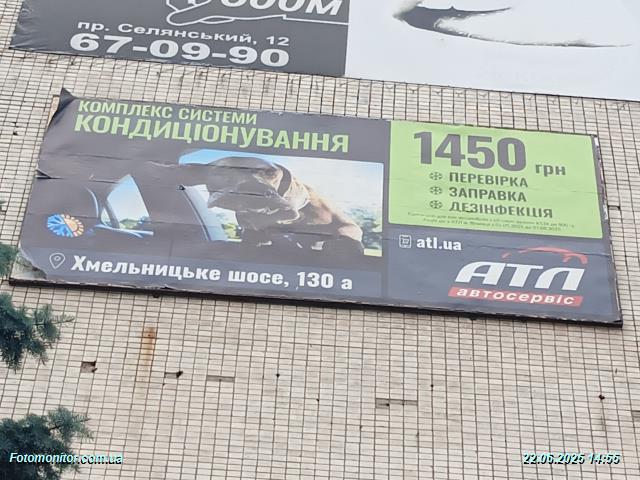 пр. Селянський, 12
67-09-90
КОМПЛЕКС СИСТЕМИ
КОНДИЦІОНУВАННЯ
1450 грн
ПЕРЕВІРКА
ЗАПРАВКА
ДЕЗІНФЕКЦІЯ
atl.ua
АТЛ
автосервіс
Хмельницьке шосе, 130 а
Fotomonitor.com.ua
22.06.2025 14:55